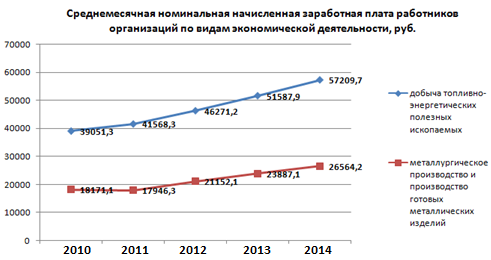 Среднемесячная номинальная начисленная заработная плата работников
организаций по видам экономической деятельности, руб.
70000
60000
50000
40000
30000
20000
10000
0
39051,3
41568,3
46271,2
51587,9
57209,7
18171,1
17946,3
21152,1
23887,1
26564,2
2010
2011
2012
2013
2014
добыча топливно-
энергетических
полезных
ископаемых
металлургическое
производство и
производство
готовых
металлических
изделий